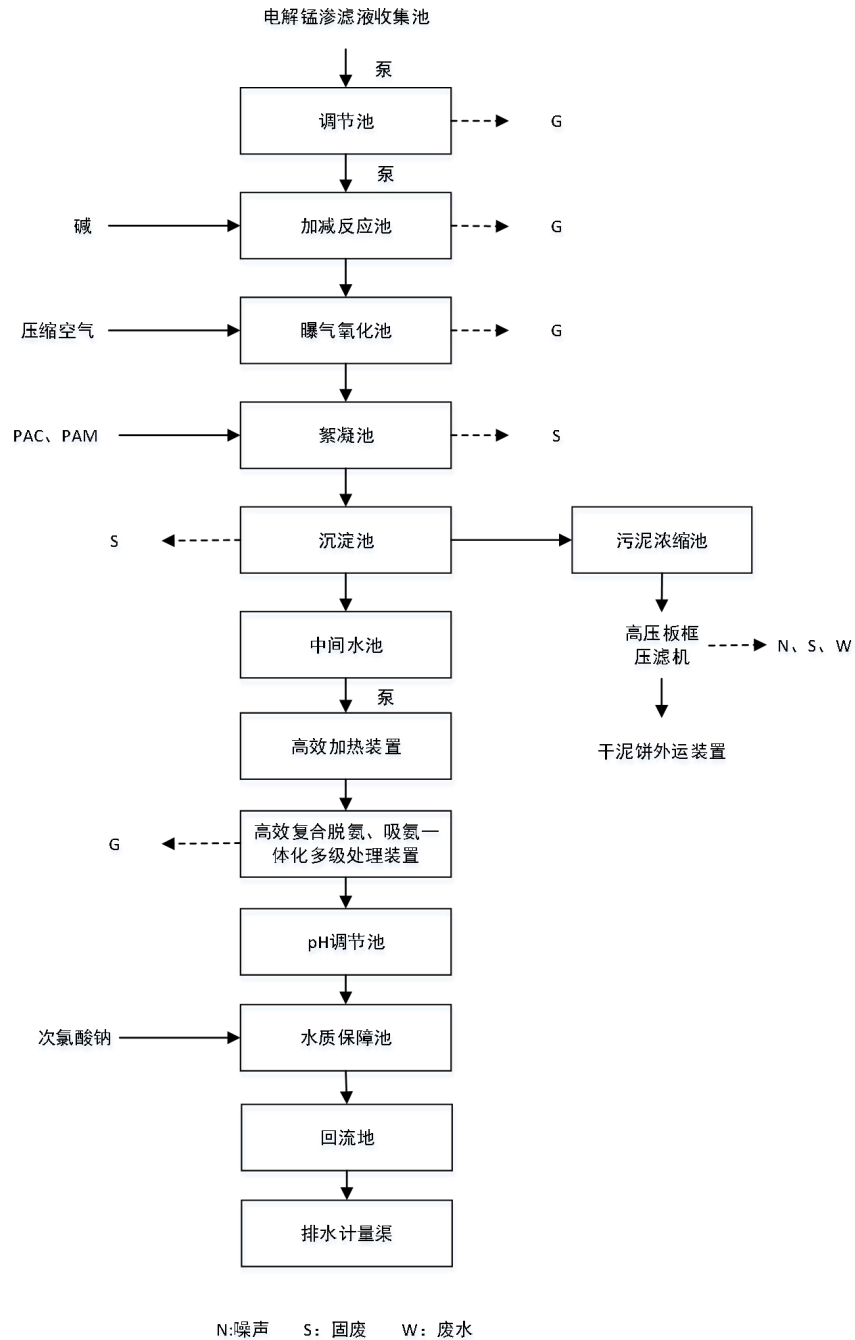 电解锰渗滤液收集池
泵
调节池
G
泵
碱
加减反应池
G
压缩空气
曝气氧化池
G
PAC、PAM
絮凝池
S
S
沉淀池
污泥浓缩池
中间水池
高压板框
压滤机
N、S、W
泵
高效加热装置
干泥饼外运装置
G
高效复合脱氨、吸氨一
体化多级处理装置
pH调节池
次氯酸钠
水质保障池
回流地
排水计量渠
N:噪声 S：固废 W：废水